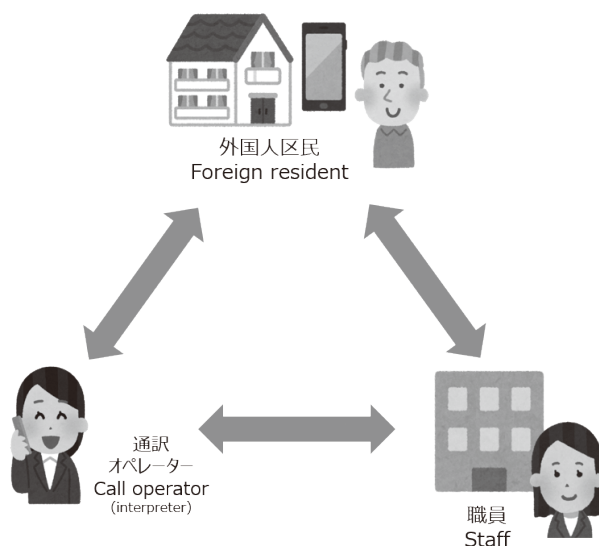 外国人区民
Foreign resident
通訳
オペレーター
Call operator
(interpreter)
職員
Staff